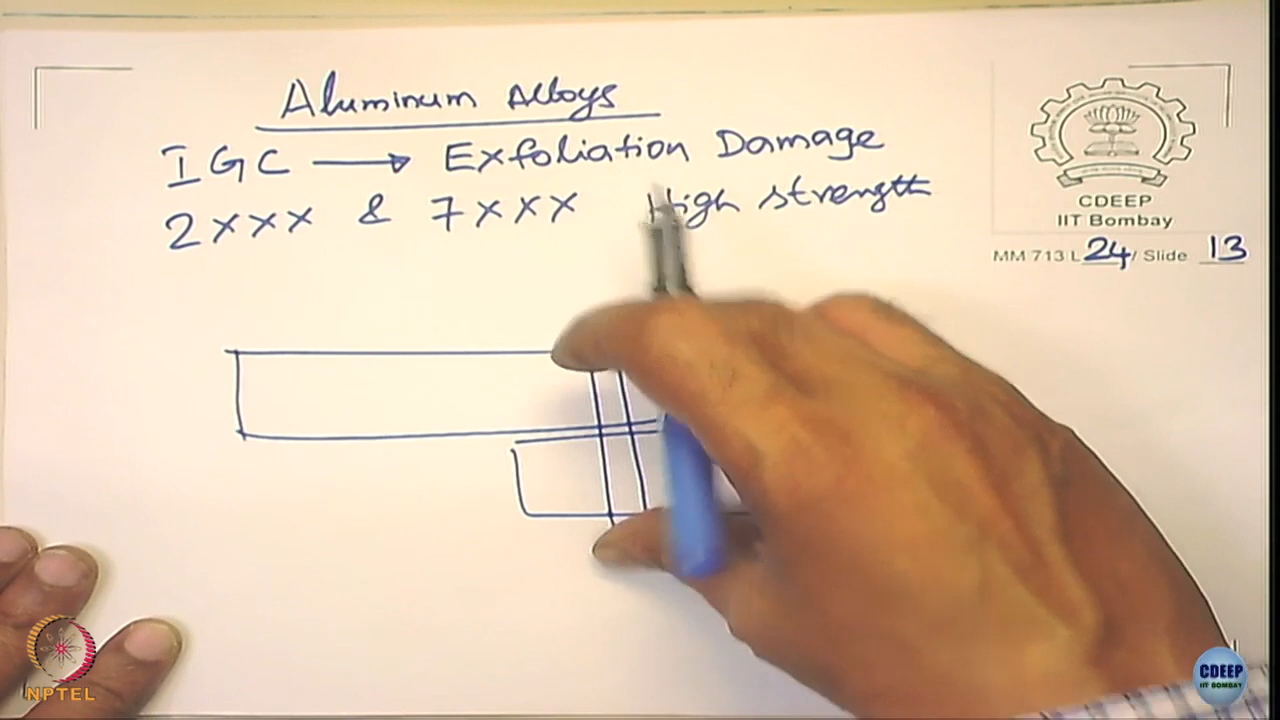 Aluminum Alloys
IGC → Exfoliation Damage
2xxx & 7xxx High strength
CDEEP
IIT Bombay
MM 713 L 24 / Slide 13
NPTEL
CDEEP
IIT BOMBAY